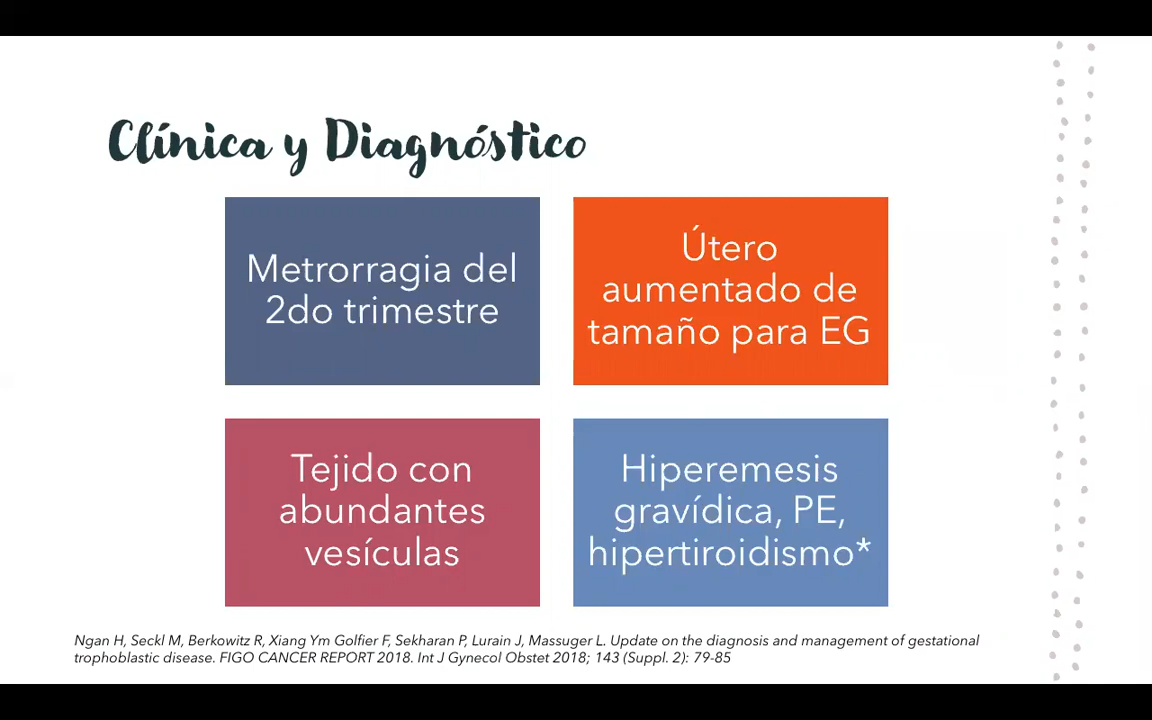 Clínica y Diagnóstico
Metrorragia del
2do trimestre
Útero
aumentado de
tamaño para EG
Tejido con
abundantes
vesículas
Hiperemesis
gravídica, PE,
hipertiroidismo*
Ngan H, Seckl M, Berkowitz R, Xiang Ym Golfier F, Sekharan P, Lurain J, Massuger L. Update on the diagnosis and management of gestational
trophoblastic disease. FIGO CANCER REPORT 2018. Int J Gynecol Obstet 2018; 143 (Suppl. 2): 79-85